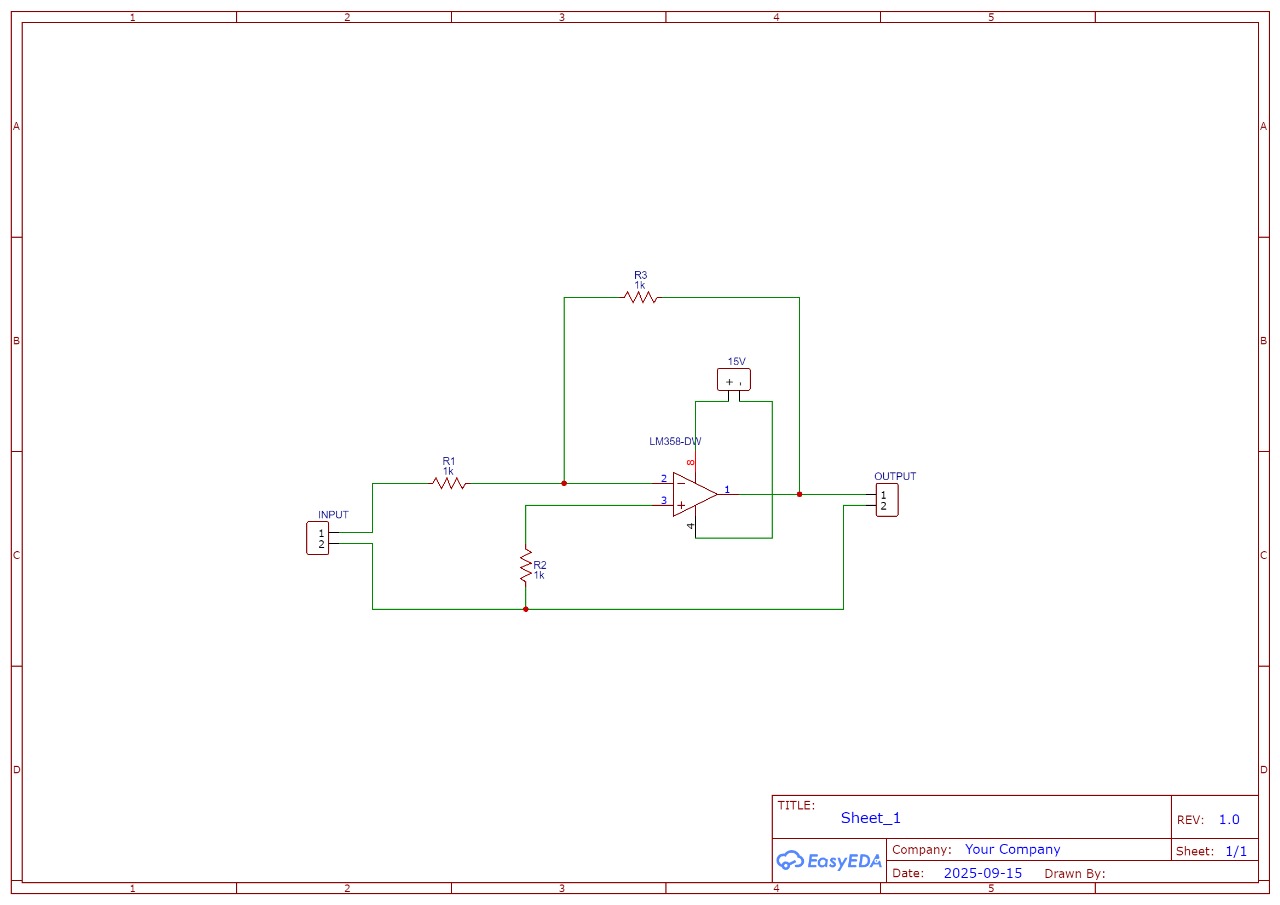 1 2 3 4 5
A A
R3
1k
B B
15V
+ -
LM358-DW
8
R1
1k
2
3
1
4
OUTPUT
1
2
INPUT
1
2
C C
R2
1k
D D
TITLE:
Sheet_1
REV: 1.0
EasyEDA
Company: Your Company
Sheet: 1/1
Date: 2025-09-15 Drawn By:
1 2 3 4 5